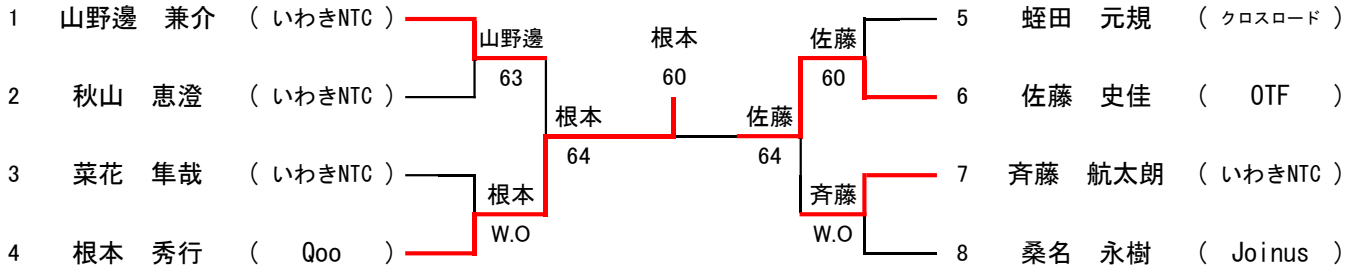 1 山野邊 兼介 ( いわきNTC ) 5 蛭田 元規 ( クロスロード )
山野邊 根本 佐藤
63 60 60
2 秋山 恵澄 ( いわきNTC ) 6 佐藤 史佳 ( OTF )
根本 佐藤
64 64
3 菜花 隼哉 ( いわきNTC ) 7 斉藤 航太朗 ( いわきNTC )
根本 斉藤
W.O W.O
4 根本 秀行 ( Qoo ) 8 桑名 永樹 ( Joinus )